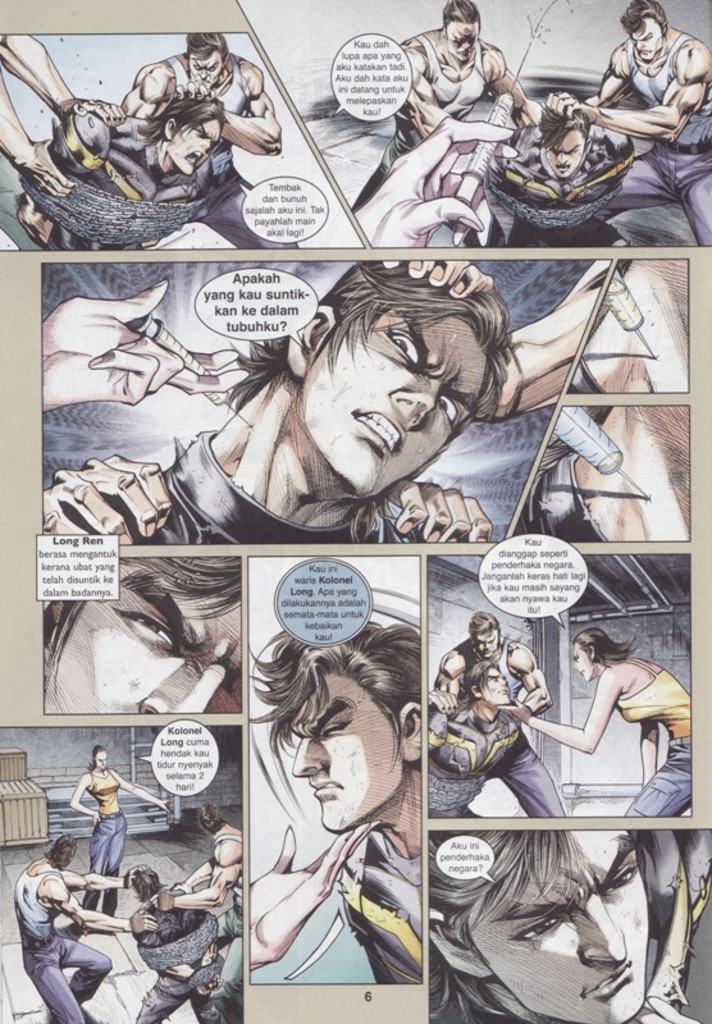 Tembak
dan bunuh
sajalah aku ini. Tak
payahlah main
akal lagi!
Kau dah
lupa apa yang
aku katakan tadi.
Aku dah kata aku
ini datang untuk
melepaskan
kau!
Apakah
yang kau suntik-
kan ke dalam
tubuhku?
Long Ren
berasa mengantuk
kerana ubat yang
telah disuntik ke
dalam badannya.
Kau ini
waris Kolonel
Long. Apa yang
dilakukannya adalah
semata-mata untuk
kebaikan
kau!
Kau
dianggap seperti
penderhaka negara.
Janganlah keras hati lagi
jika kau masih sayang
akan nyawa kau
itu!
Kolonel
Long cuma
hendak kau
tidur nyenyak
selama 2
hari!
Aku ini
penderhaka
negara?
6